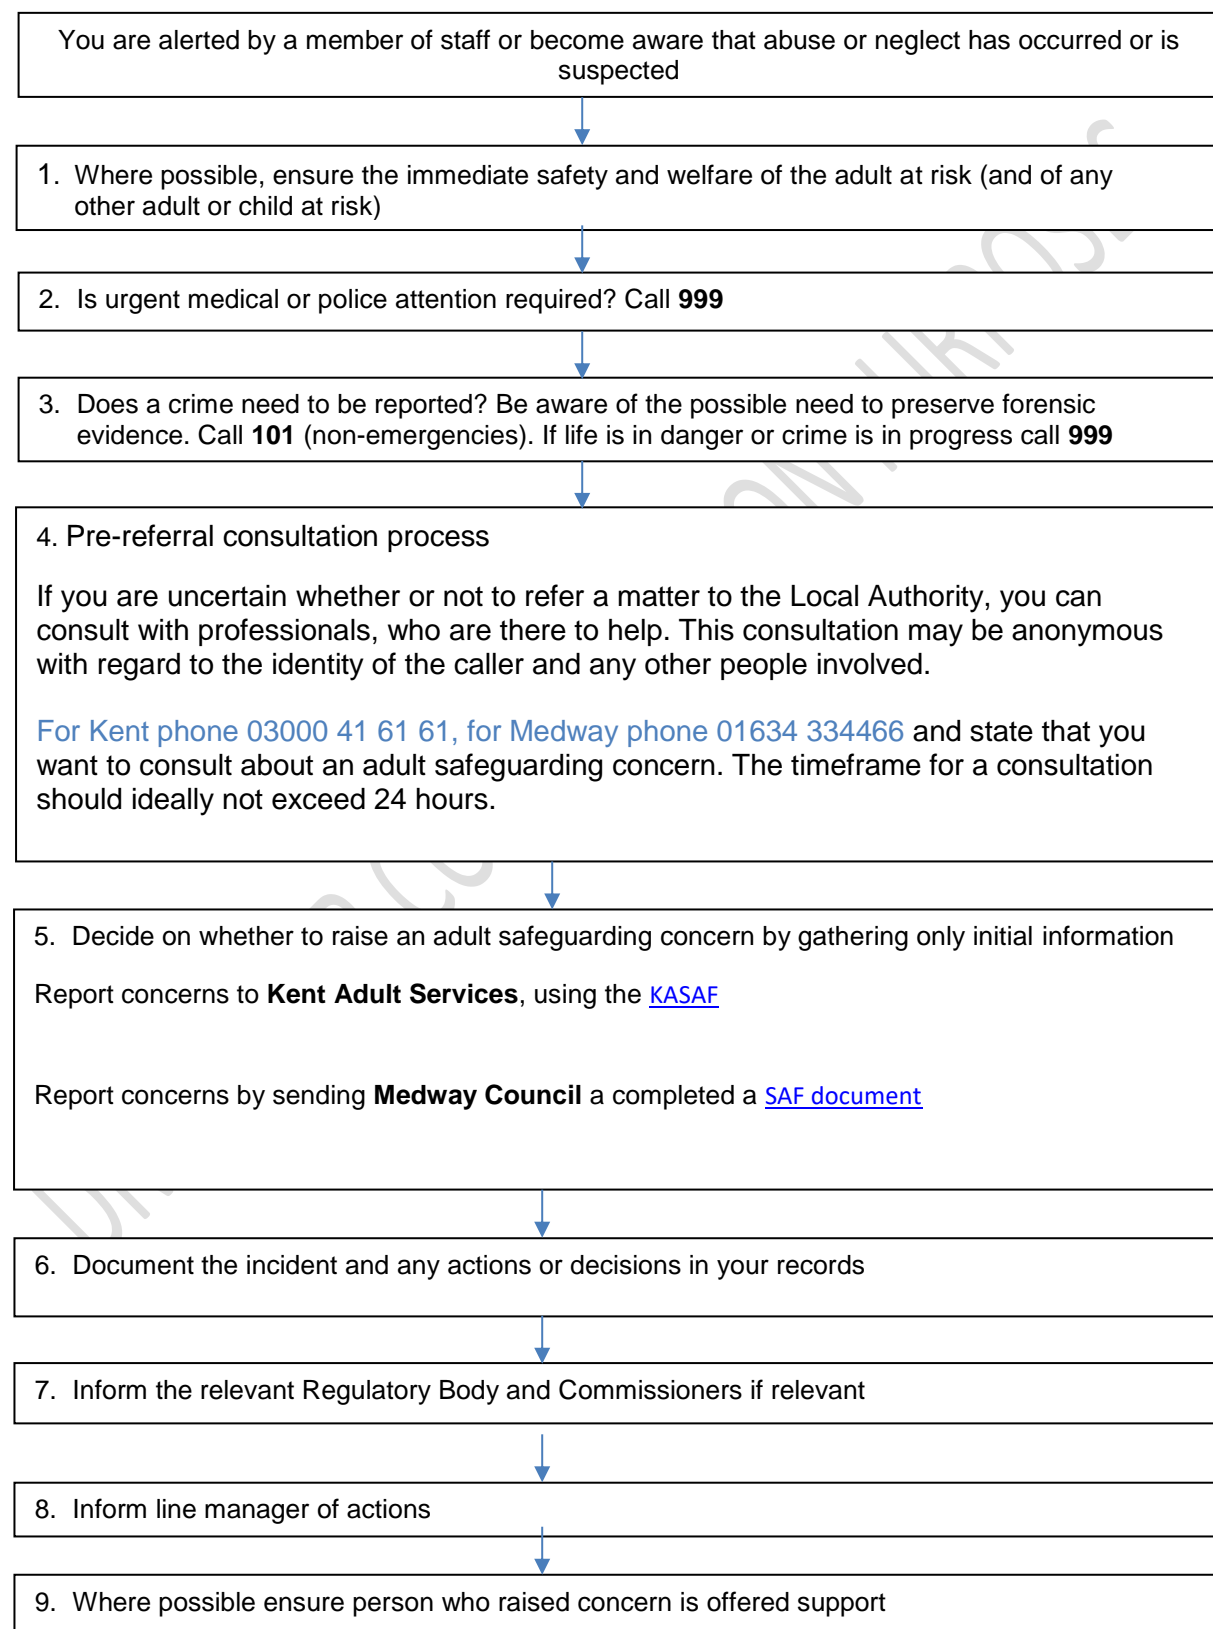 You are alerted by a member of staff or become aware that abuse or neglect has occurred or is
suspected
1. Where possible, ensure the immediate safety and welfare of the adult at risk (and of any
other adult or child at risk)
2. Is urgent medical or police attention required? Call 999
3. Does a crime need to be reported? Be aware of the possible need to preserve forensic
evidence. Call 101 (non-emergencies). If life is in danger or crime is in progress call 999
4. Pre-referral consultation process
If you are uncertain whether or not to refer a matter to the Local Authority, you can
consult with professionals, who are there to help. This consultation may be anonymous
with regard to the identity of the caller and any other people involved.
For Kent phone 03000 41 61 61, for Medway phone 01634 334466 and state that you
want to consult about an adult safeguarding concern. The timeframe for a consultation
should ideally not exceed 24 hours.
5. Decide on whether to raise an adult safeguarding concern by gathering only initial information
Report concerns to Kent Adult Services, using the KASAF
Report concerns by sending Medway Council a completed a SAF document
6. Document the incident and any actions or decisions in your records
7. Inform the relevant Regulatory Body and Commissioners if relevant
8. Inform line manager of actions
9. Where possible ensure person who raised concern is offered support